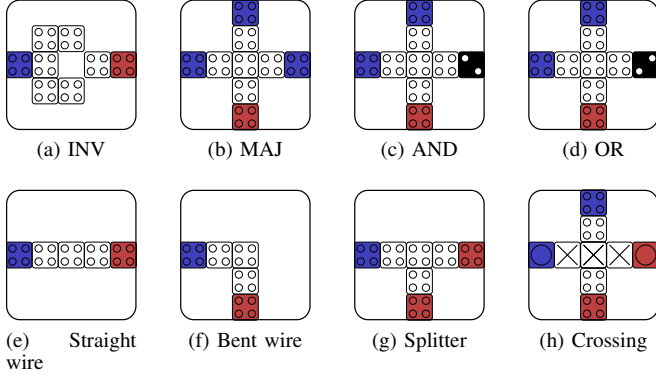 (a) INV
(b) MAJ
(c) AND
(d) OR
(e) Straight
wire
(f) Bent wire
(g) Splitter
(h) Crossing